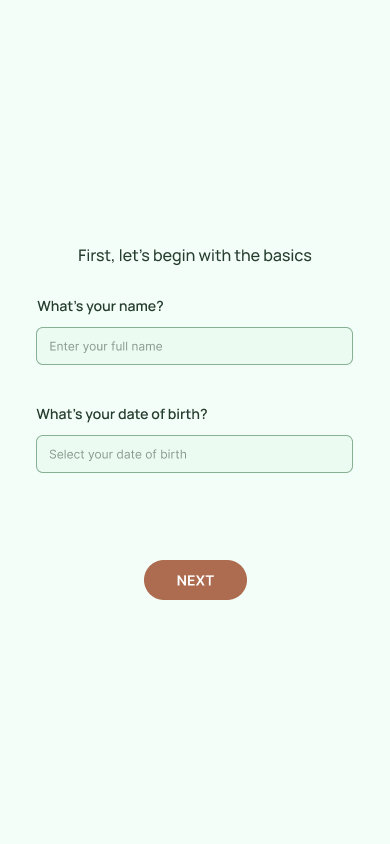 First, let's begin with the basics
What's your name?
Enter your full name
What's your date of birth?
Select your date of birth
NEXT